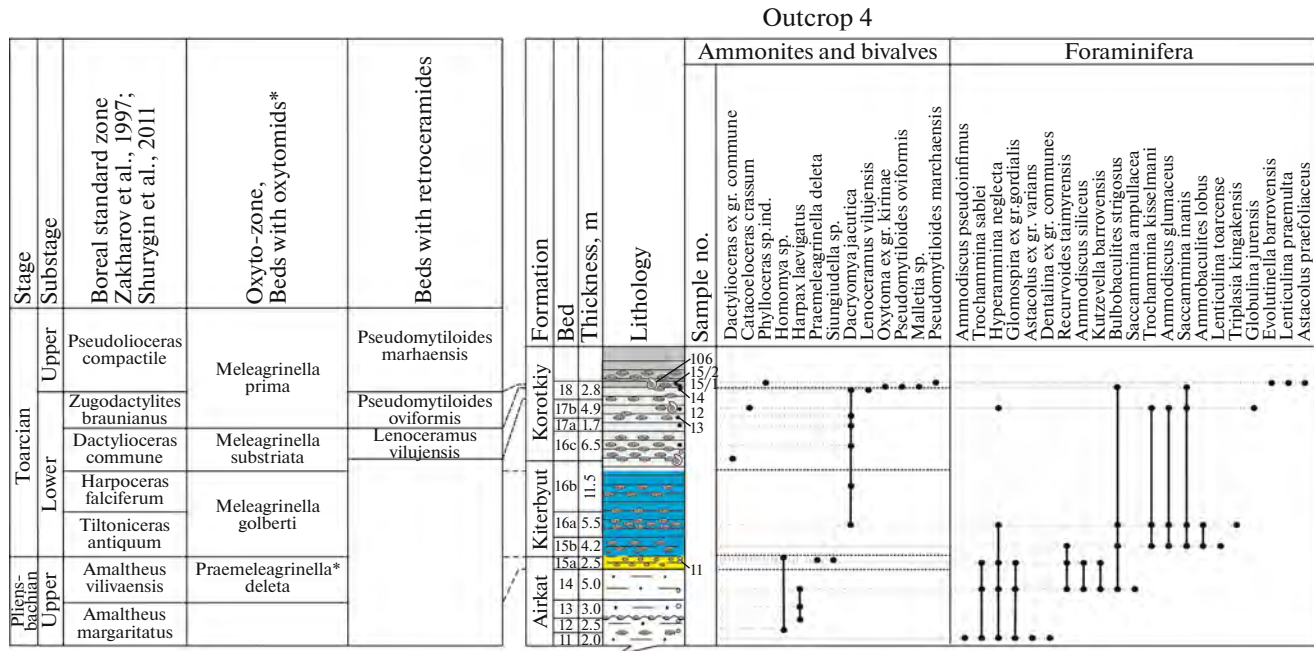 Outcrop 4
Stage
Substage
Boreal standard zone
Zakharov et al., 1997;
Shurygin et al., 2011
Oxyto-zone,
Beds with oxytomids*
Beds with retroceramides
Toarcian
Upper
Lower
Pliens-
bachian
Upper
Pseudolioceras
compactile
Zugodactylites
braunianus
Dactylioceras
commune
Harpoceras
falciferum
Tiltoniceras
antiquum
Amaltheus
vilivaensis
Amaltheus
margaritatus
Meleagrinella
prima
Meleagrinella
substriata
Meleagrinella
golberti
Praemeleagrinella*
deleta
Pseudomytiloides
marhaensis
Pseudomytiloides
oviformis
Lenoceramus
vilujensis
Formation
Bed
Thickness, m
Lithology
Sample no.
Ammonites and bivalves
Foraminifera
Dactylioceras ex gr. commune
Catacoeloceras crassum
Phylloceras sp.ind.
Homomya sp.
Harpax laevigatus
Praemeleagrinella deleta
Siungudella sp.
Dacryomya jacutica
Lenoceramus vilujensis
Oxytoma ex gr. kirinae
Pseudomytiloides oviformis
Malletia sp.
Pseudomytiloides marchaensis
Ammodiscus pseudoinfimus
Trochammina sablei
Hyperammina neglecta
Glomospira ex gr.gordialis
Astacolus ex gr. varians
Dentalina ex gr. communes
Recurvoides taimyrensis
Ammodiscus siliceus
Kutzevella barrovensis
Bulbobaculites strigosus
Saccammina ampullacea
Trochammina kisselmani
Ammodiscus glumaceus
Saccammina inanis
Ammobaculites lobus
Lenticulina toarcense
Triplasia kingakensis
Globulina jurensis
Evolutinella barrovensis
Lenticulina praemulta
Astacolus praefoliaceus
Korotkiy
Kiterbyut
Airkat
18 2.8
17b 4.9
17a 1.7
16c 6.5
16b 11.5
16a 5.5
15b 4.2
15a 2.5
14 5.0
13 3.0
12 2.5
11 2.0
106
15/2
15/1
14
12
13
11